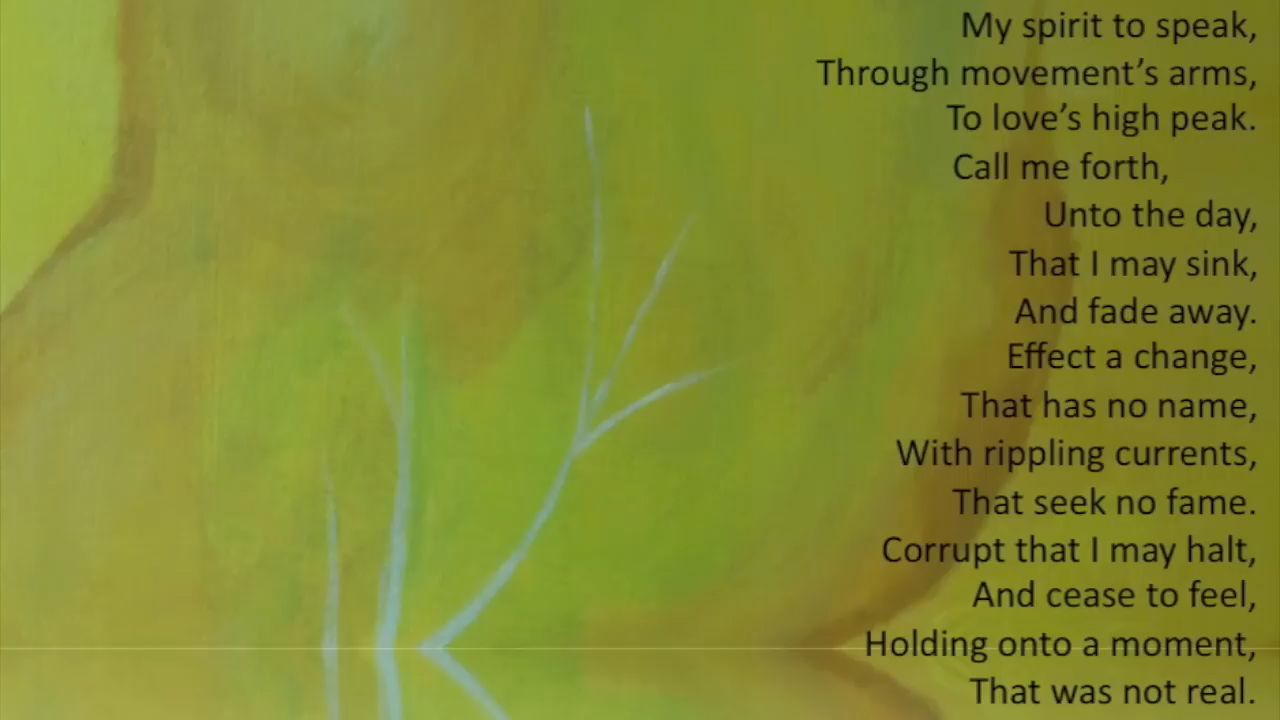 My spirit to speak,
Through movement’s arms,
To love’s high peak.
Call me forth,
Unto the day,
That I may sink,
And fade away.
Effect a change,
That has no name,
With rippling currents,
That seek no fame.
Corrupt that I may halt,
And cease to feel,
Holding onto a moment,
That was not real.